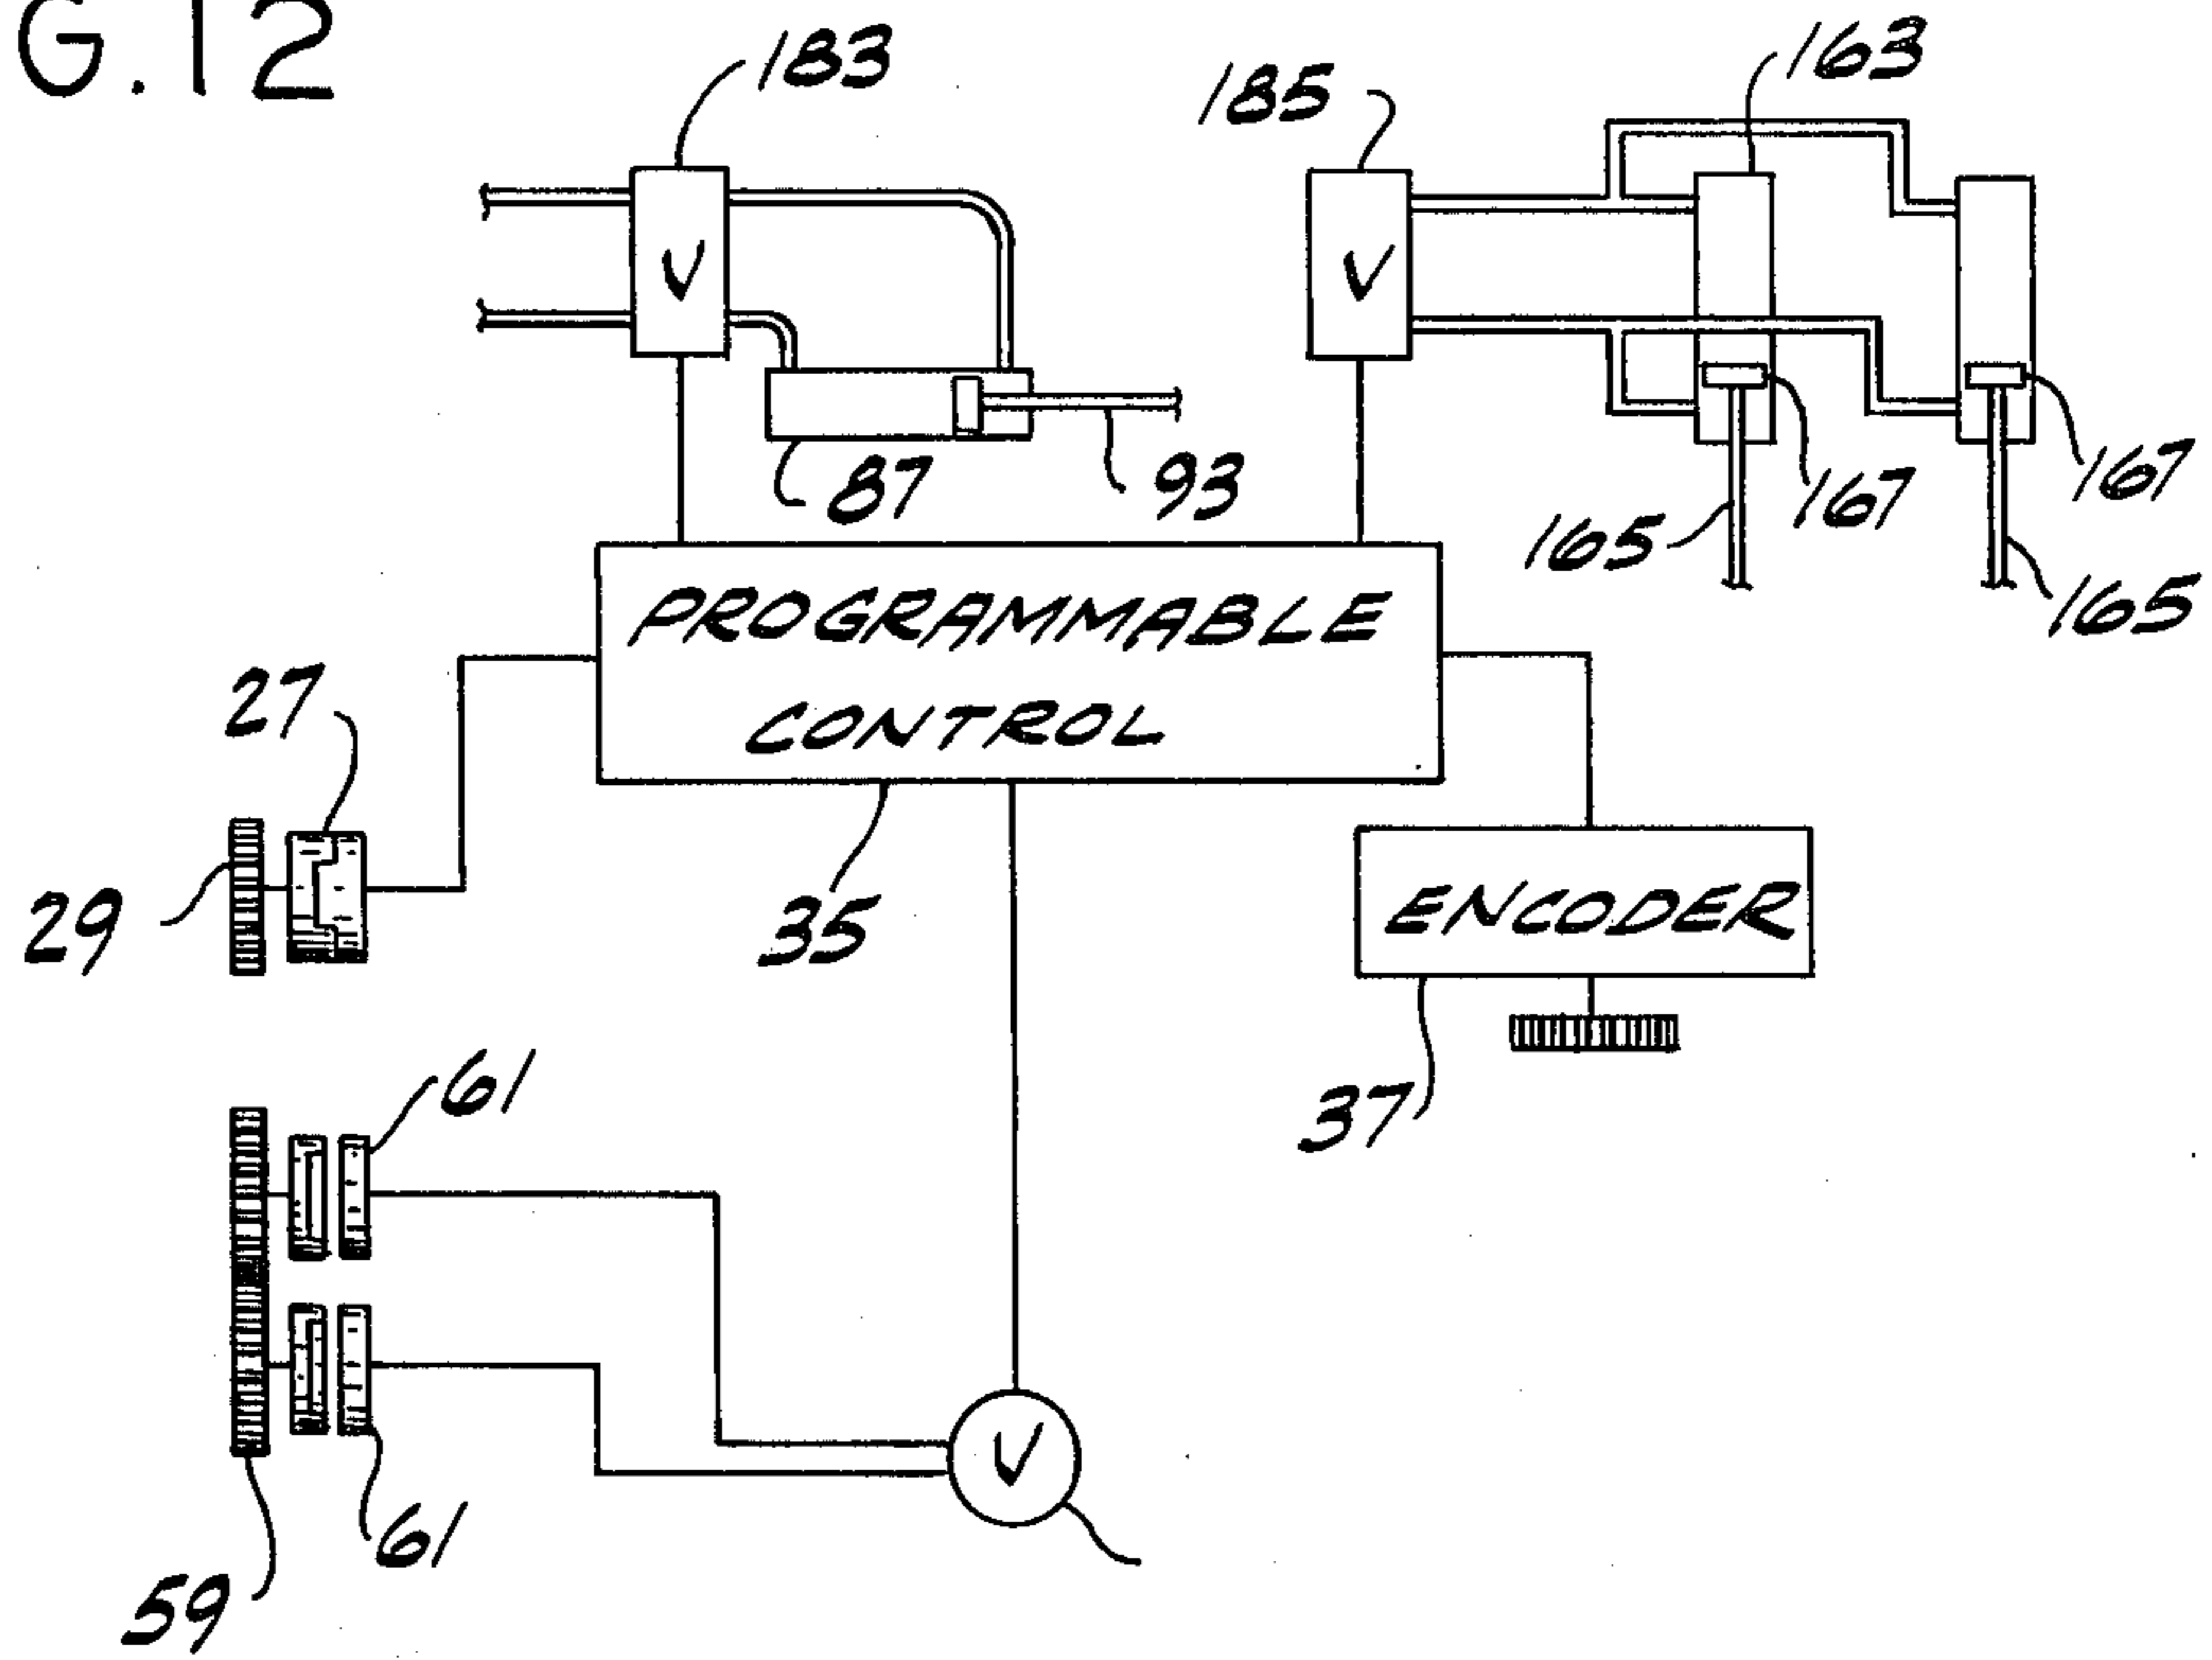 G.12
183
185
163
V
V
87
93
165
167
167
165
PROGRAMMABLE
CONTROL
27
29
35
ENCODER
37
61
61
59
V